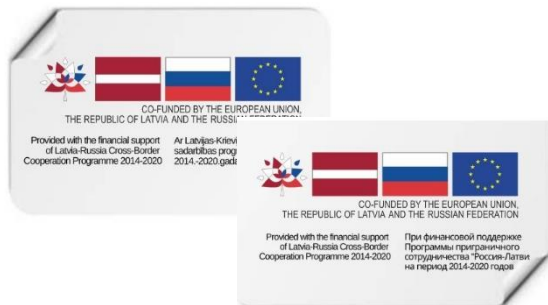 CO-FUNDED BY THE EUROPEAN UNION,
THE REPUBLIC OF LATVIA AND THE RUSSIAN FEDERATION
Provided with the financial support
of Latvia-Russia Cross-Border
Cooperation Programme 2014-2020
Ar Latvijas-Krievi
sadarbības prog
2014.-2020.gada
CO-FUNDED BY THE EUROPEAN UNION,
THE REPUBLIC OF LATVIA AND THE RUSSIAN FEDERATION
Provided with the financial support
of Latvia-Russia Cross-Border
Cooperation Programme 2014-2020
При финансовой поддержке
Программы приграничного
сотрудничества "Россия-Латви
на период 2014-2020 годов